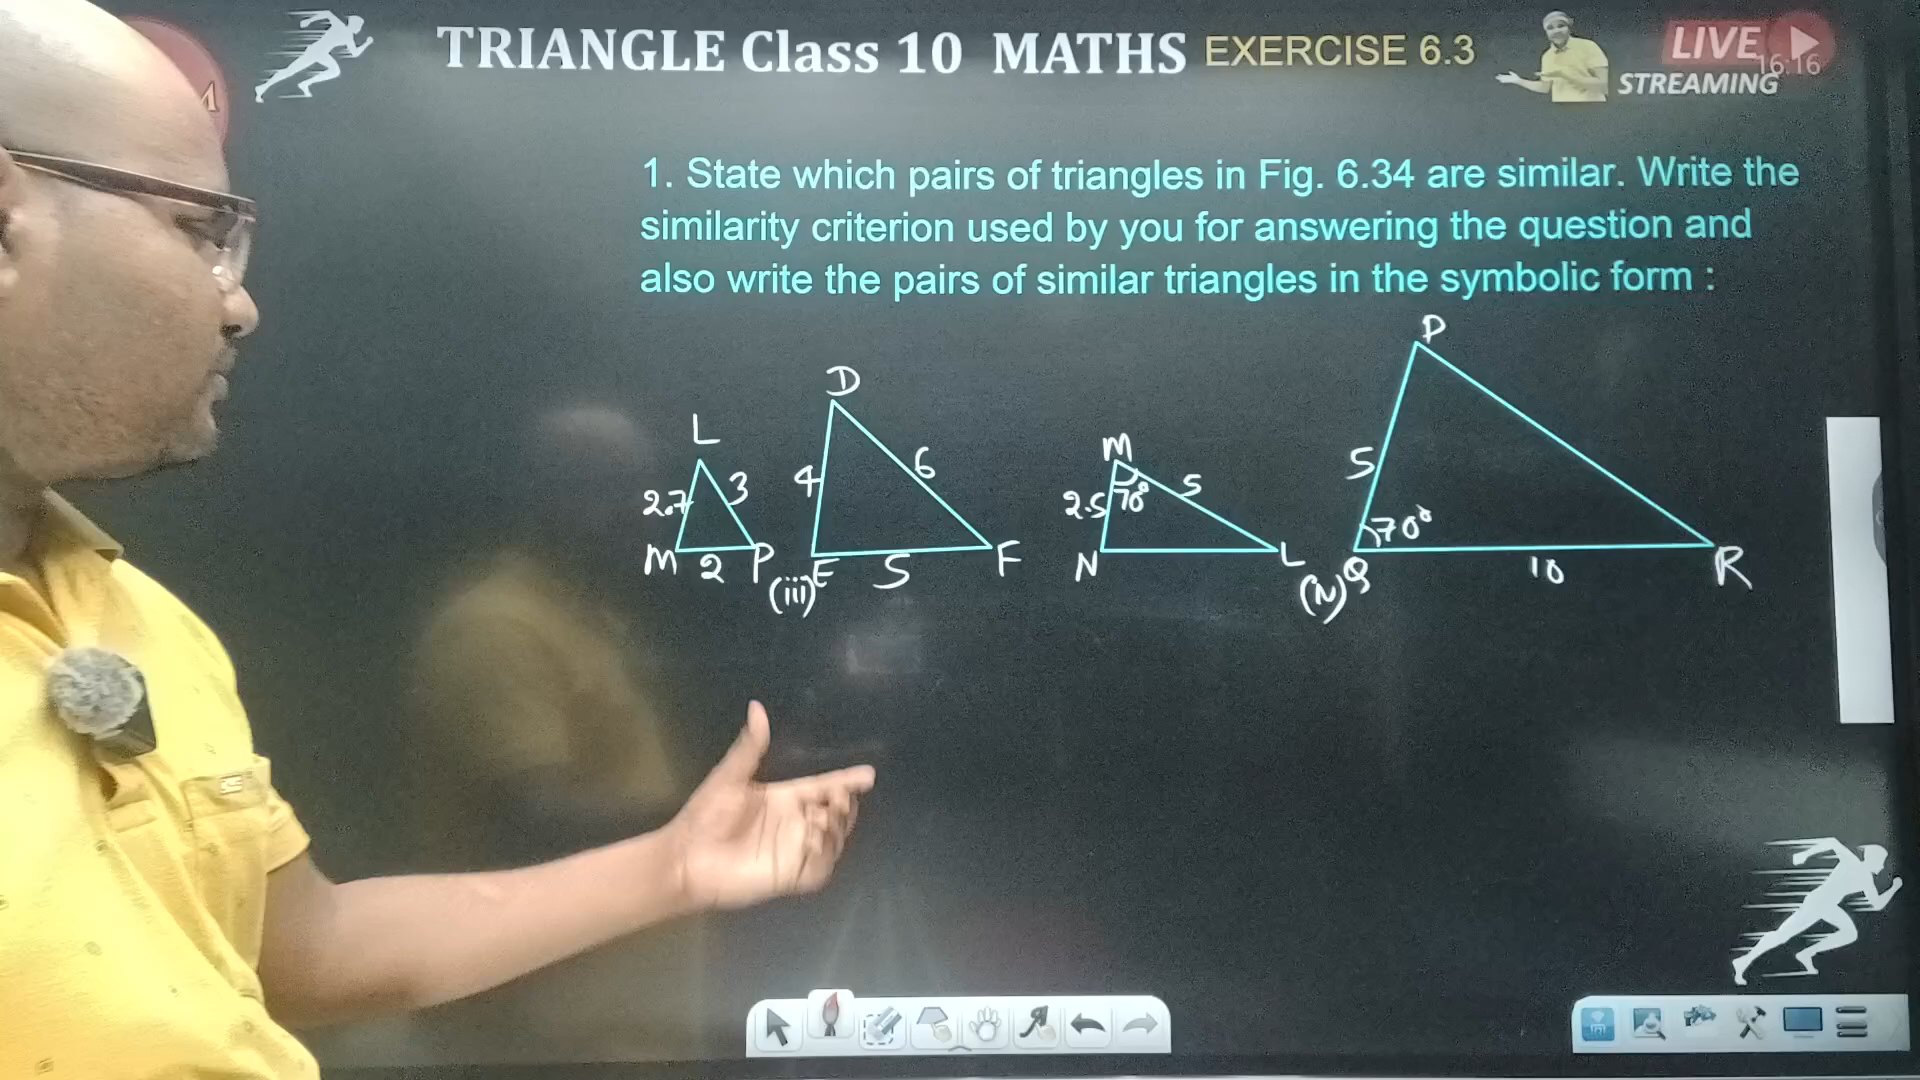 TRIANGLE Class 10 MATHS EXERCISE 6.3
LIVE
16:16
STREAMING
1. State which pairs of triangles in Fig. 6.34 are similar. Write the
similarity criterion used by you for answering the question and
also write the pairs of similar triangles in the symbolic form :
L 2.7 3 M 2 P
(iii)
D 4 6 E 5 F
M 2.5 70° 5 N L
(iv)
P 5 70° Q 10 R